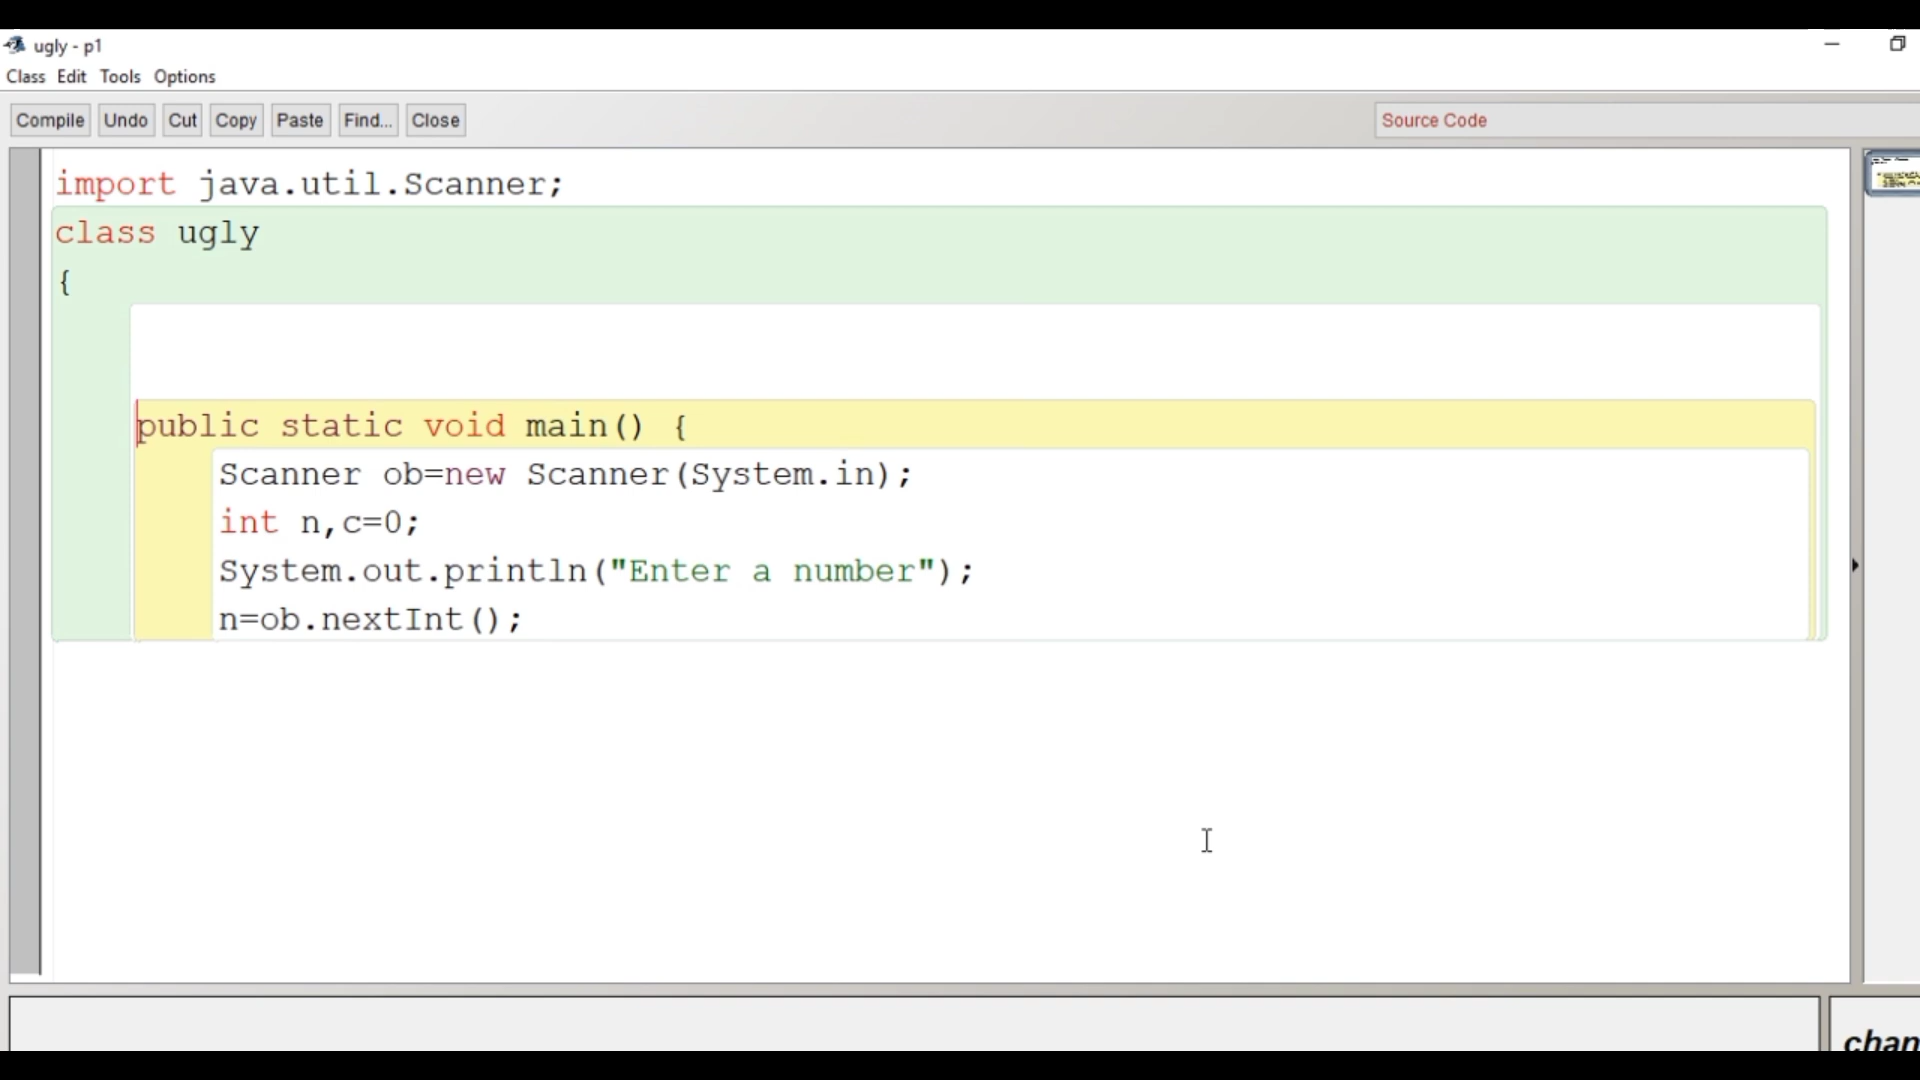 ugly - p1
Class Edit Tools Options
Compile Undo Cut Copy Paste Find... Close Source Code
import java.util.Scanner;
class ugly
{
public static void main() {
Scanner ob=new Scanner(System.in);
int n,c=0;
System.out.println("Enter a number");
n=ob.nextInt();
chan